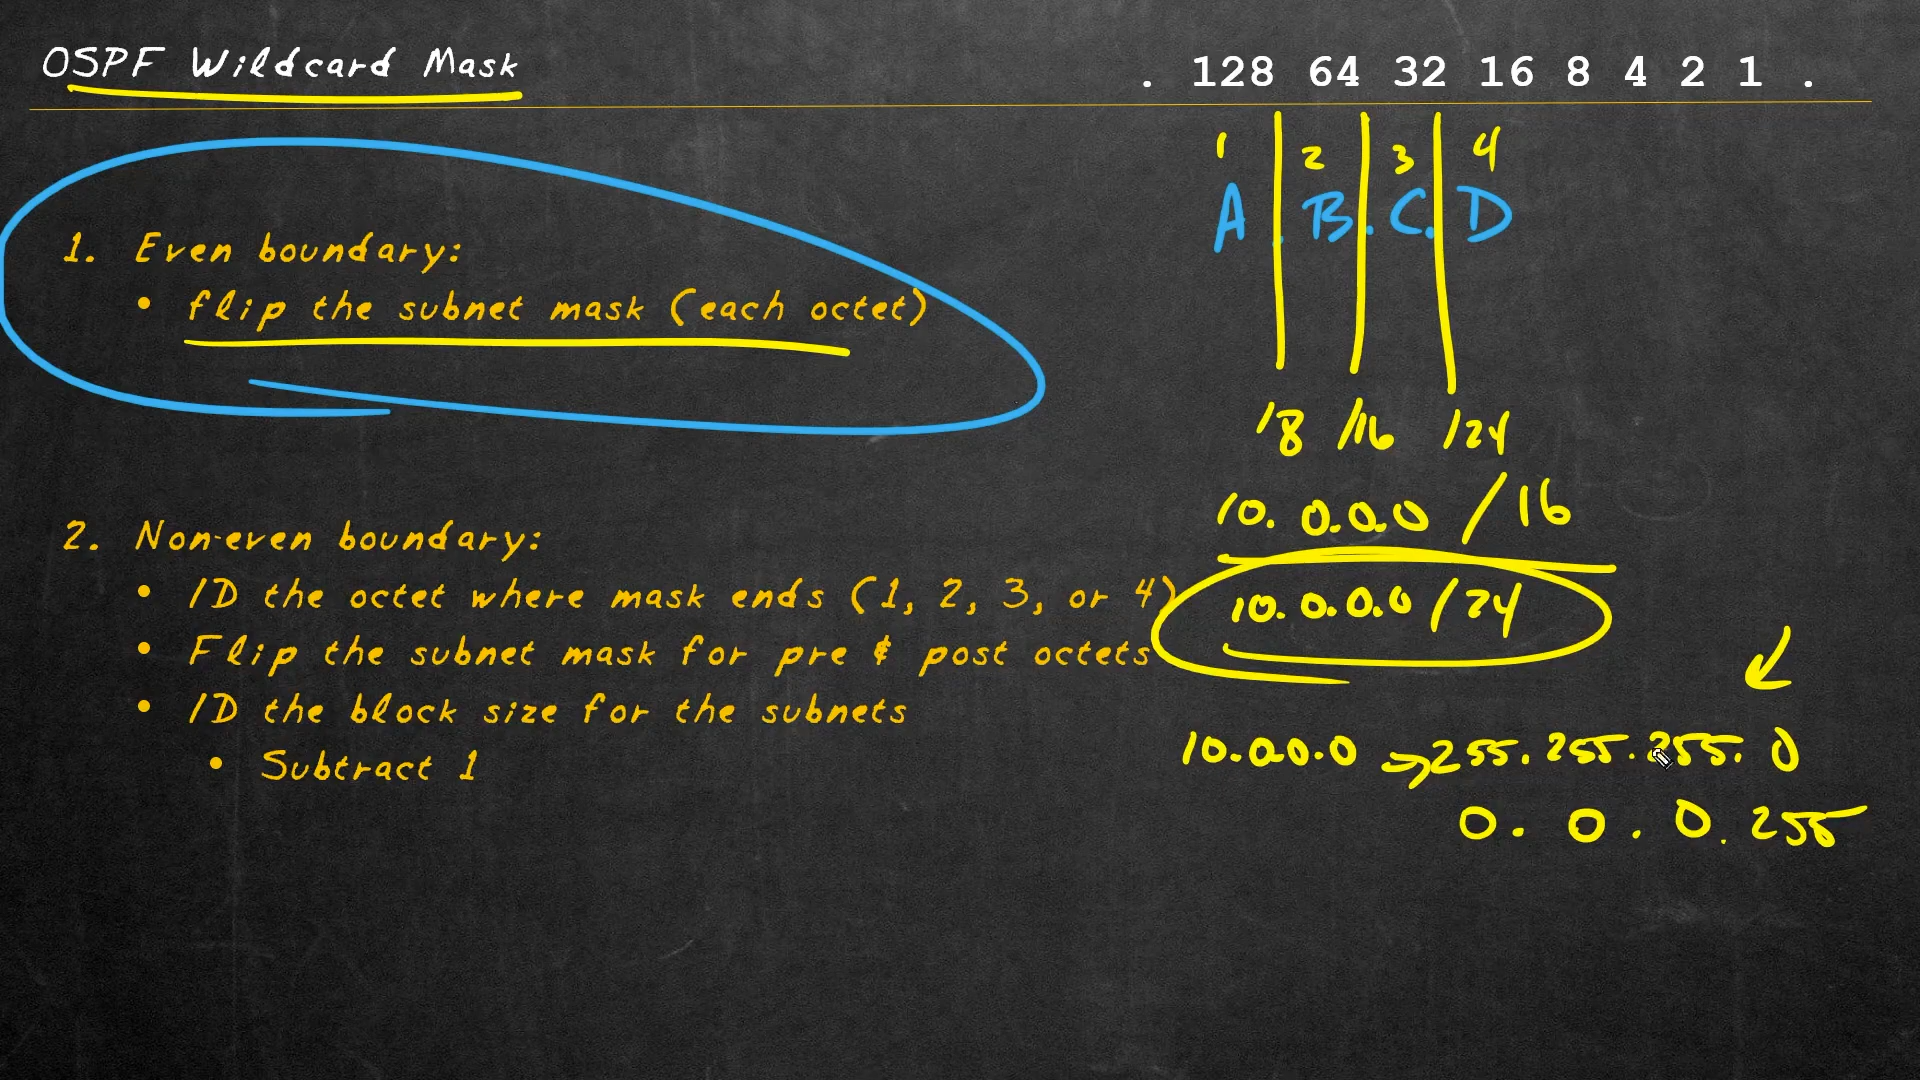 OSPF Wildcard Mask
. 128 64 32 16 8 4 2 1 .
1 2 3 4
A . B . C . D
1. Even boundary:
• flip the subnet mask (each octet)
/8 /16 /24
10. 0.0.0 /16
2. Non-even boundary:
• ID the octet where mask ends (1, 2, 3, or 4)
10. 0.0.0 /24
• Flip the subnet mask for pre & post octets
• ID the block size for the subnets
• Subtract 1
10.0.0.0 → 255.255.255.0
0. 0. 0. 255